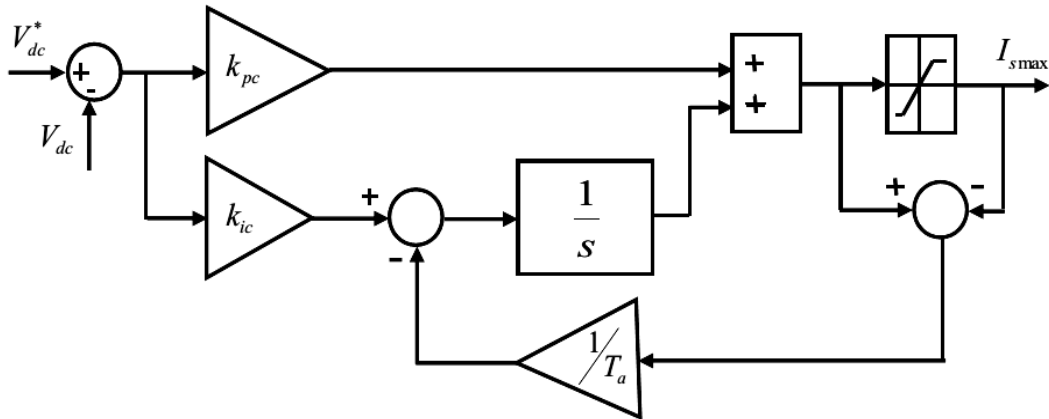 V*dc
+
-
Vdc
kpc
kic
+
-
1
s
1/Ta
+
+
Ismax
+
-